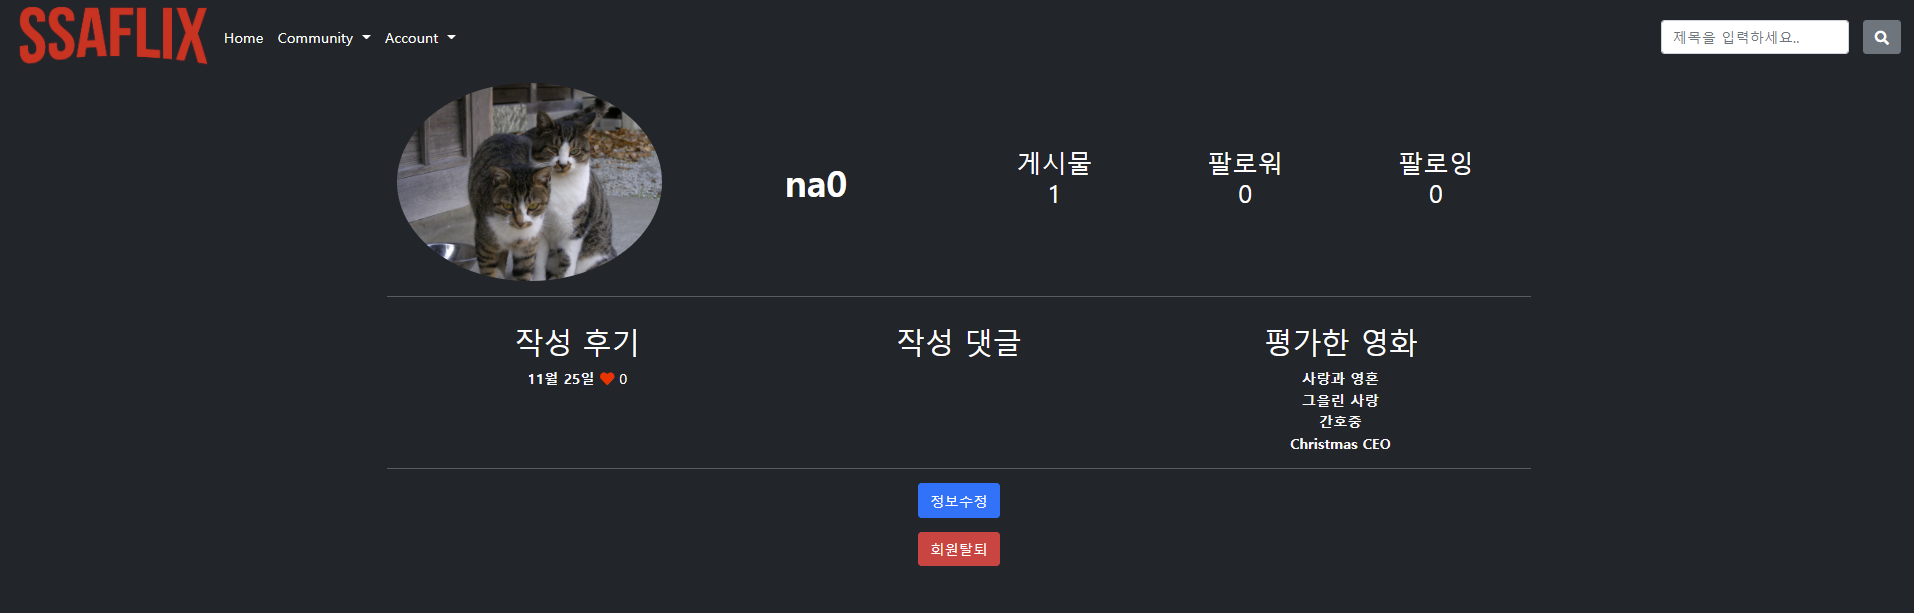 SSAFLIX
Home Community Account
제목을 입력하세요..
na0
게시물
1
팔로워
0
팔로잉
0
작성 후기
11월 25일 0
작성 댓글
평가한 영화
사랑과 영혼
그을린 사랑
간호중
Christmas CEO
정보수정
회원탈퇴